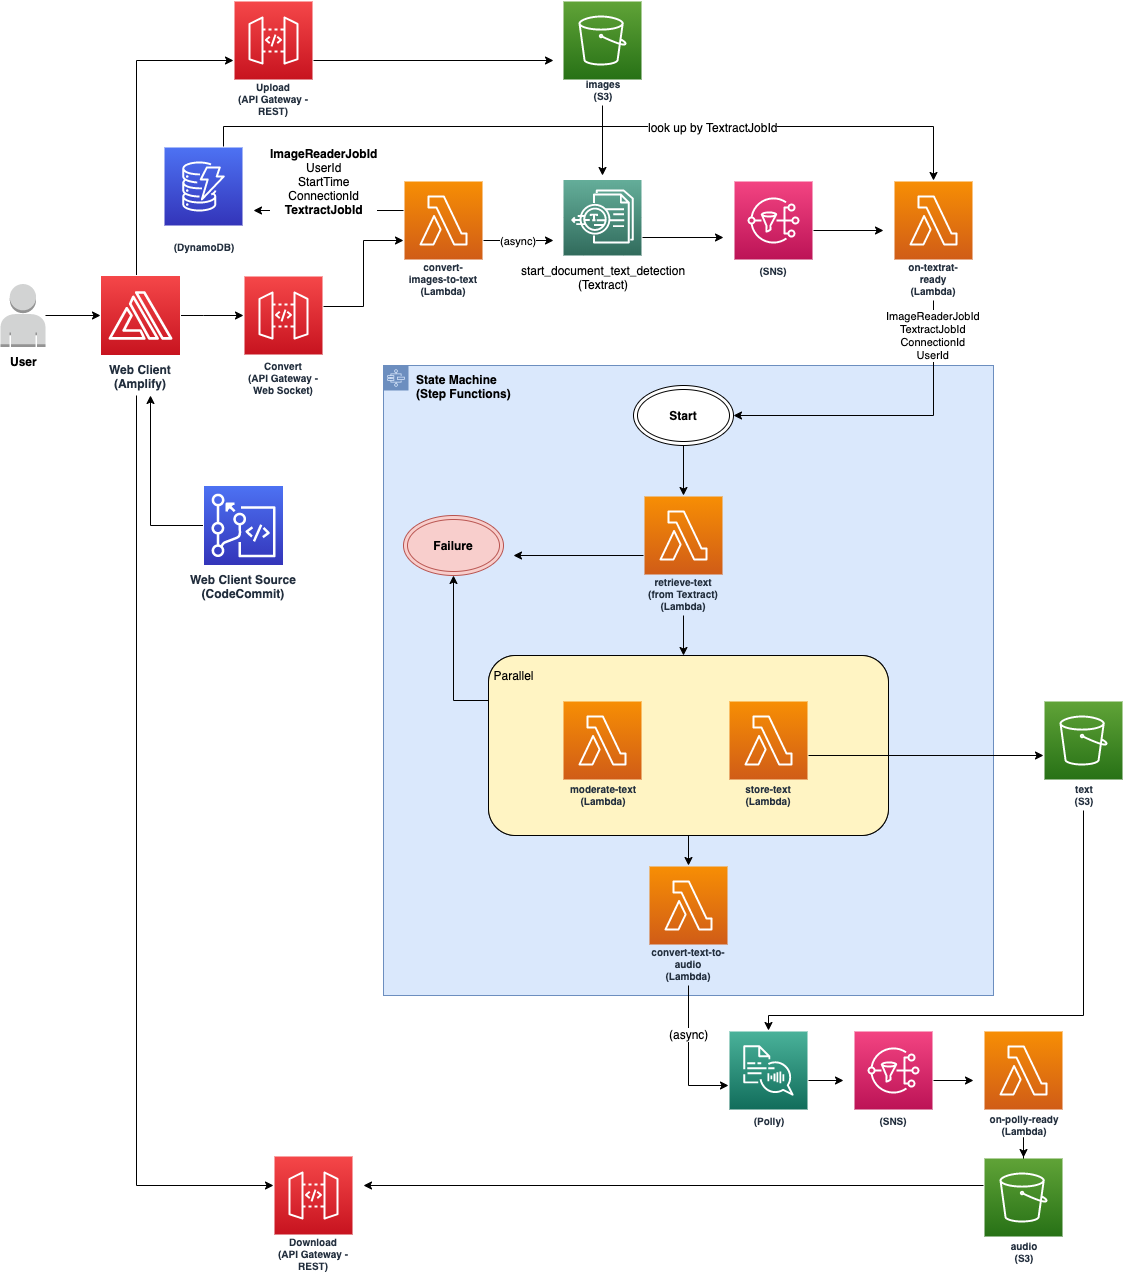 Upload
(API Gateway -
REST)
images
(S3)
look up by TextractJobId
ImageReaderJobId
UserId
StartTime
ConnectionId
TextractJobId
(DynamoDB)
convert-
images-to-text
(Lambda)
(async)
start_document_text_detection
(Textract)
(SNS)
on-textrat-
ready
(Lambda)
ImageReaderJobId
TextractJobId
ConnectionId
UserId
User
Web Client
(Amplify)
Convert
(API Gateway -
Web Socket)
State Machine
(Step Functions)
Start
Failure
retrieve-text
(from Textract)
(Lambda)
Web Client Source
(CodeCommit)
Parallel
moderate-text
(Lambda)
store-text
(Lambda)
text
(S3)
convert-text-to-
audio
(Lambda)
(async)
(Polly)
(SNS)
on-polly-ready
(Lambda)
Download
(API Gateway -
REST)
audio
(S3)